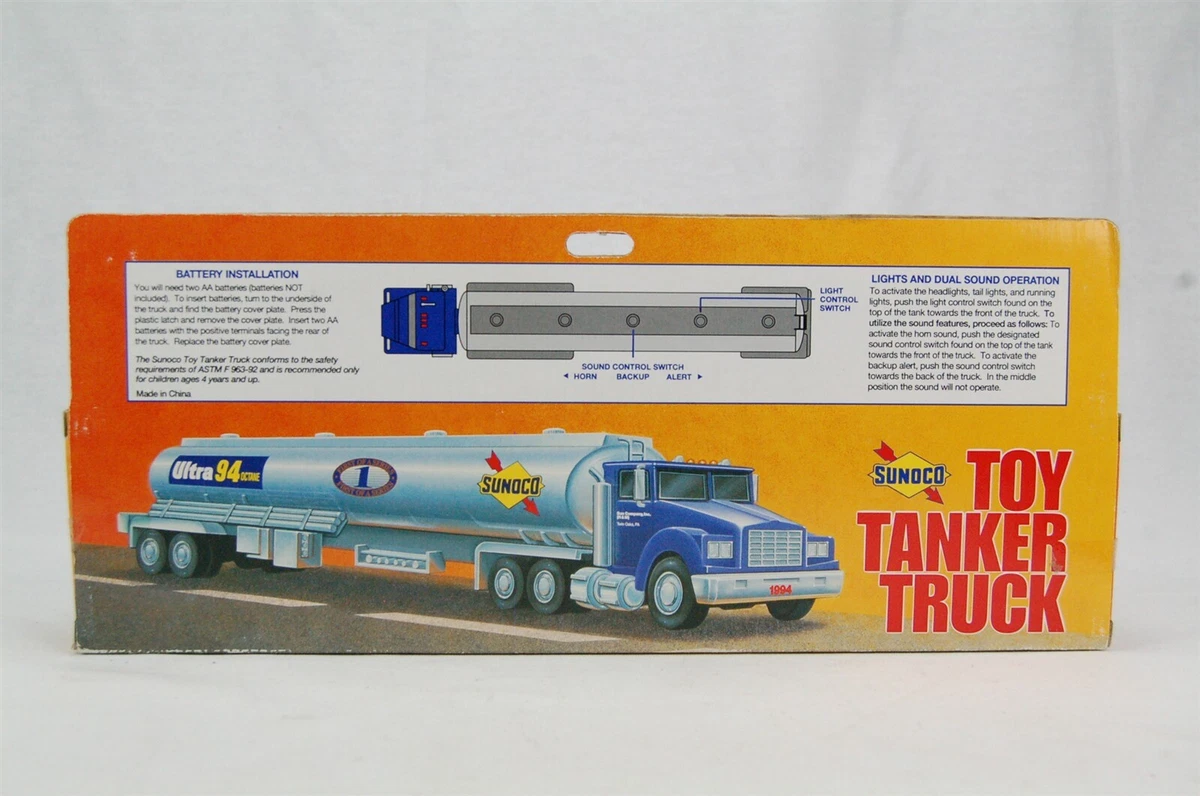 BATTERY INSTALLATION
You will need two AA batteries (batteries NOT
included). To insert batteries, turn to the underside of
the truck and find the battery cover plate. Press the
plastic latch and remove the cover plate. Insert two AA
batteries with the positive terminals facing the rear of
the truck. Replace the battery cover plate.
The Sunoco Toy Tanker Truck conforms to the safety
requirements of ASTM F 963-92 and is recommended only
for children ages 4 years and up.
Made in China
LIGHT
CONTROL
SWITCH
SOUND CONTROL SWITCH
◄ HORN BACKUP ALERT ►
LIGHTS AND DUAL SOUND OPERATION
To activate the headlights, tail lights, and running
lights, push the light control switch found on the
top of the tank towards the front of the truck. To
utilize the sound features, proceed as follows: To
activate the horn sound, push the designated
sound control switch found on the top of the tank
towards the front of the truck. To activate the
backup alert, push the sound control switch
towards the back of the truck. In the middle
position the sound will not operate.
Ultra 94 OCTANE
FIRST OF A SERIES
1
FIRST OF A SERIES
SUNOCO
1994
SUNOCO
TOY
TANKER
TRUCK